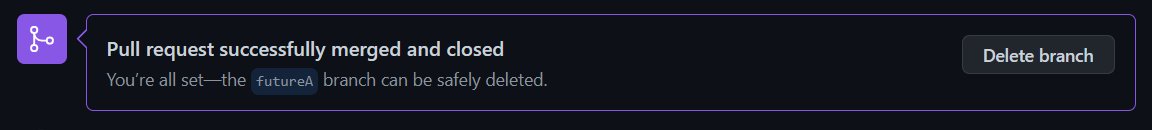 Pull request successfully merged and closed
Delete branch
You're all set—the futureA branch can be safely deleted.